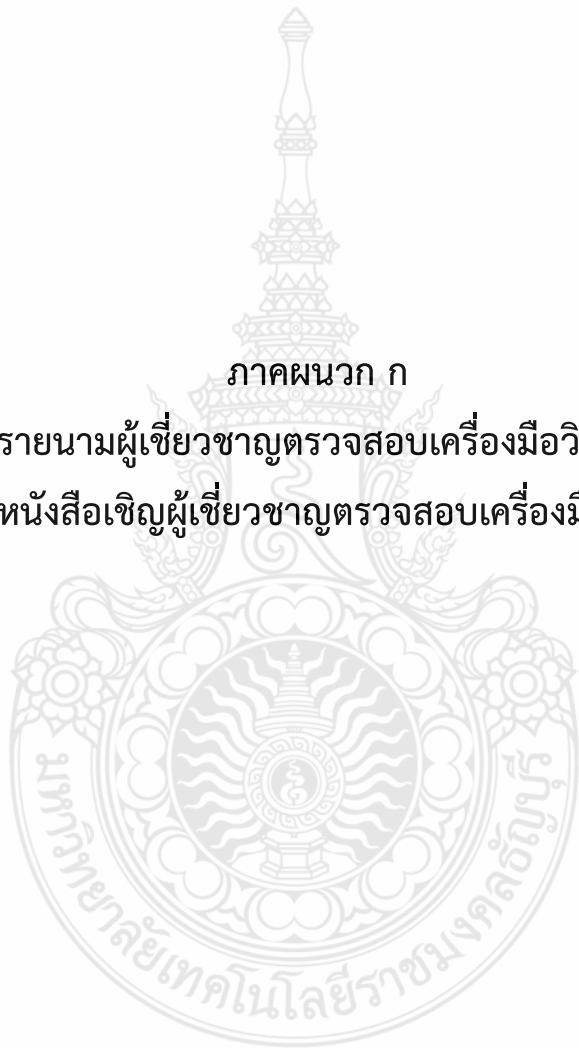 ภาคผนวก ก
รายนามผู้เชี่ยวชาญตรวจสอบเครื่องมือวิ
หนังสือเชิญผู้เชี่ยวชาญตรวจสอบเครื่องมื
มหาวิทยาลัยเทคโนโลยีราชมงคลธัญบุรี